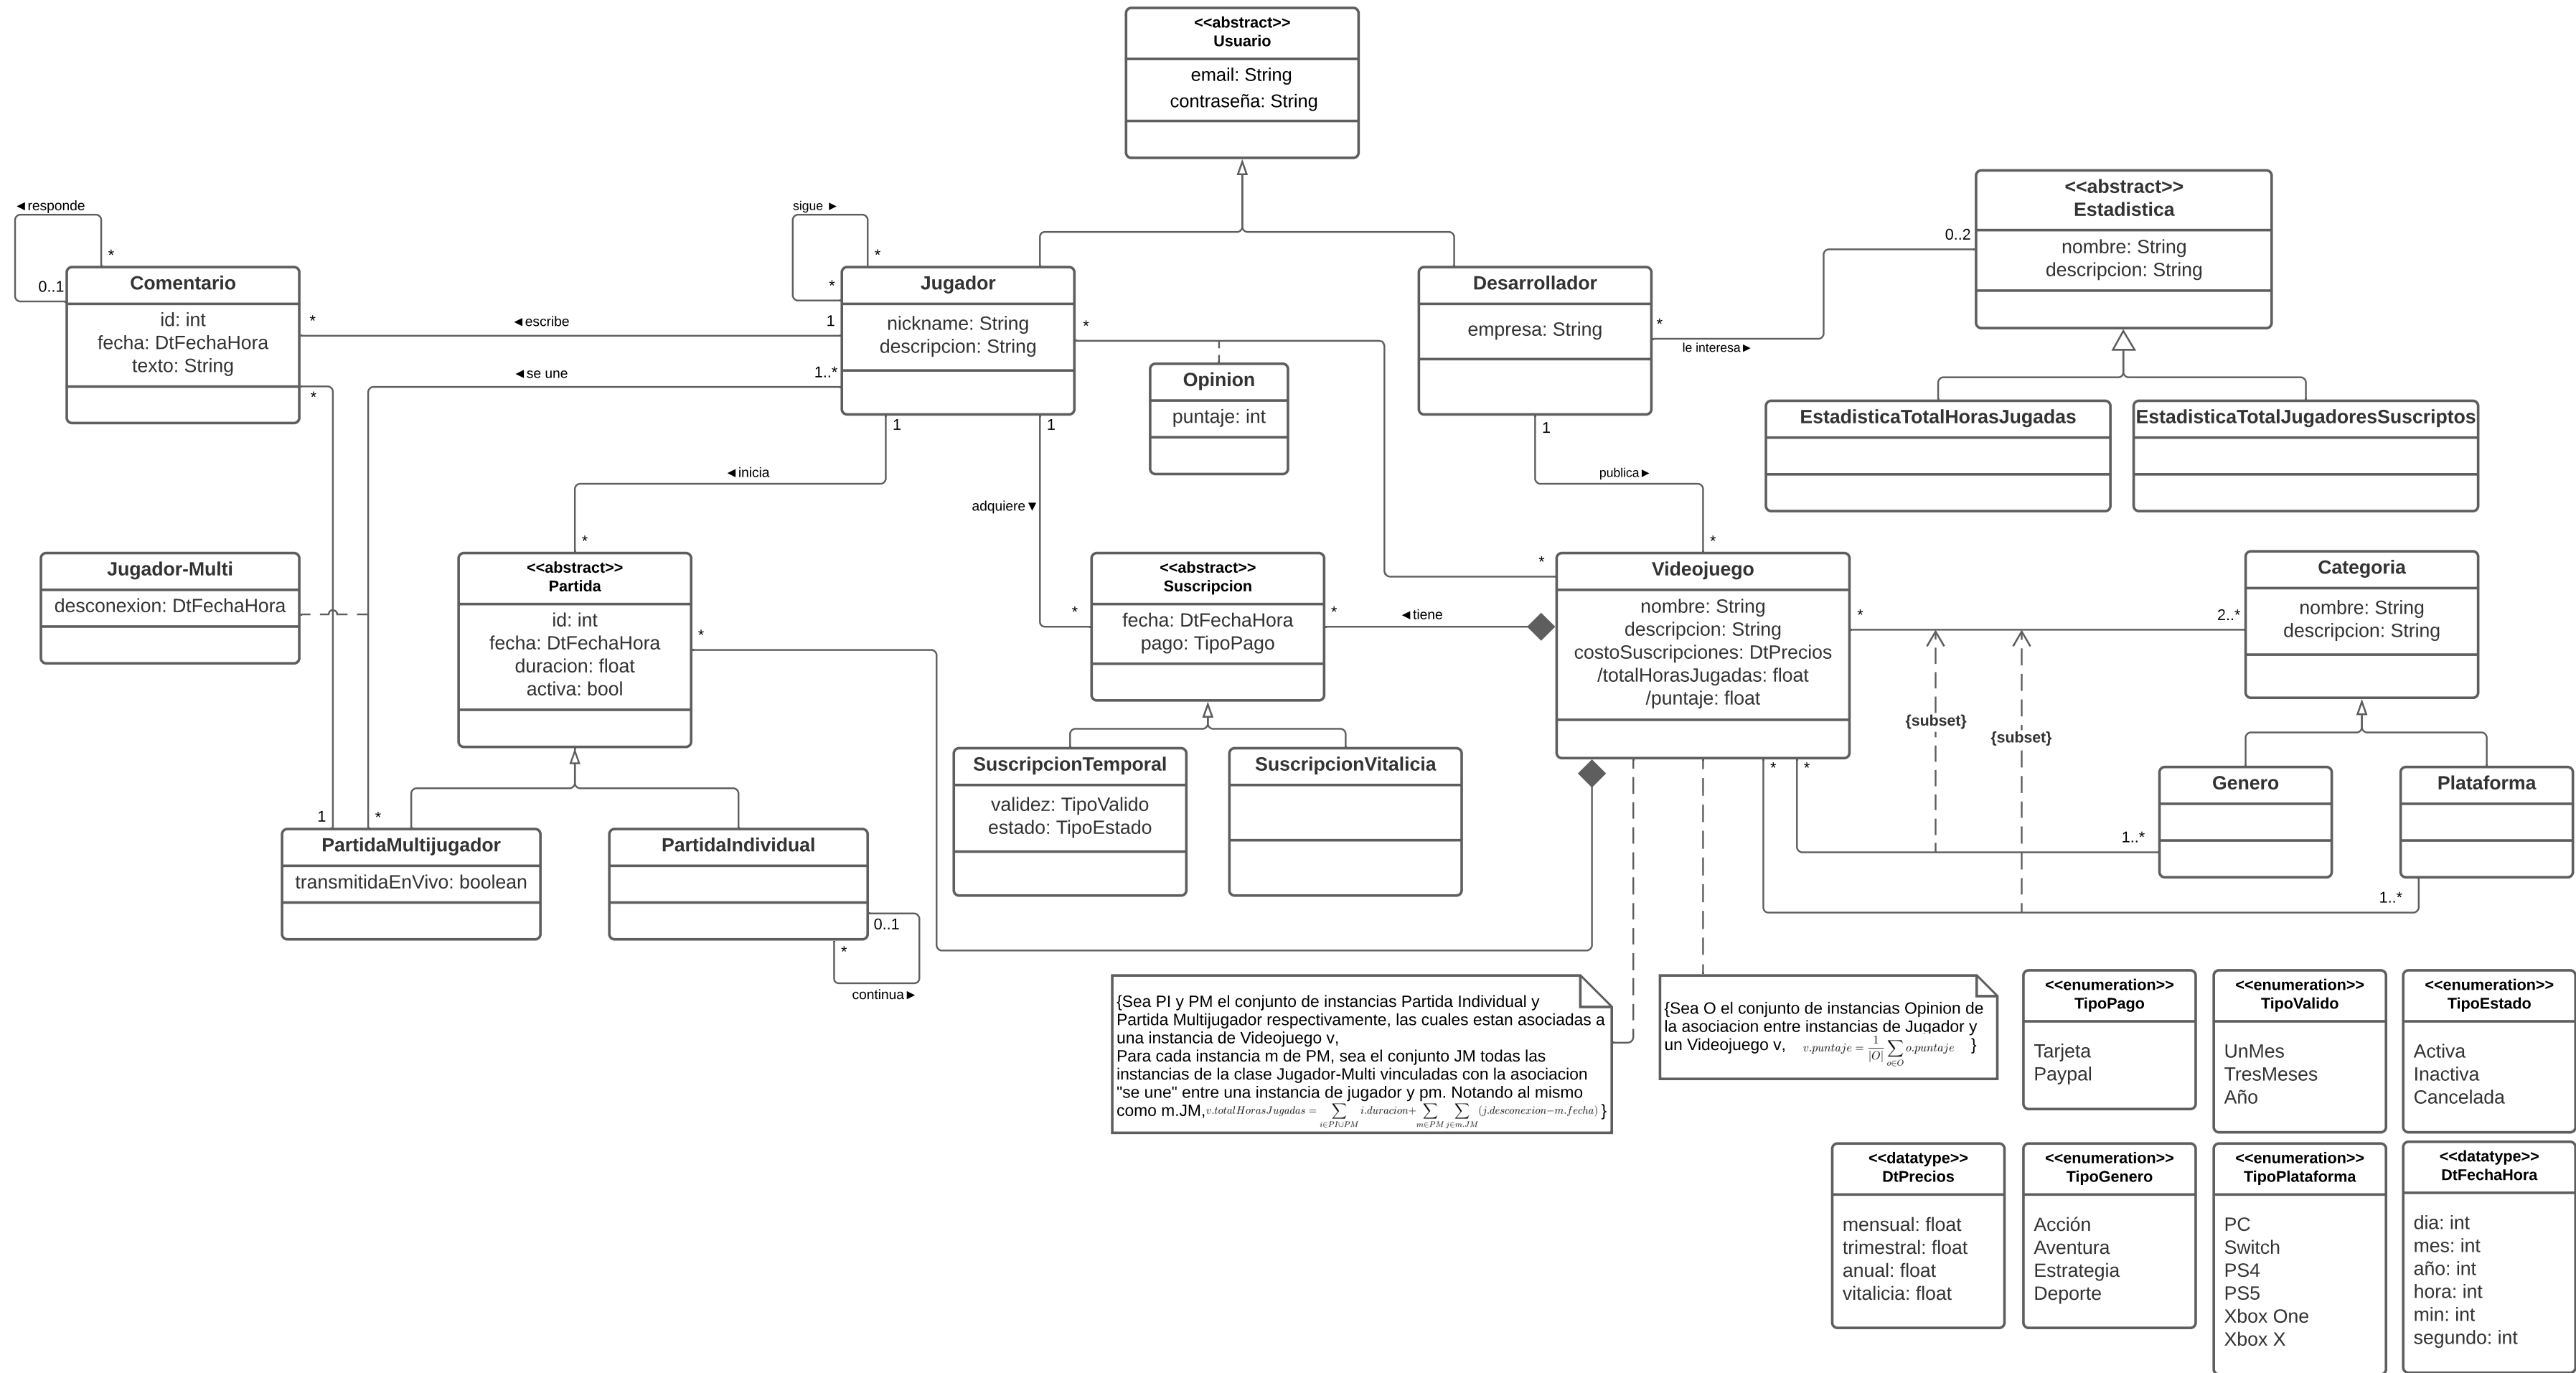 <<abstract>>
Usuario
email: String
contraseña: String
<<abstract>>
Estadistica
nombre: String
descripcion: String
◄responde
*
0..1
Comentario
id: int
fecha: DtFechaHora
texto: String
*
*
◄escribe
1
◄se une
1..*
sigue ►
*
*
Jugador
nickname: String
descripcion: String
*
Opinion
puntaje: int
Desarrollador
empresa: String
*
le interesa►
0..2
EstadisticaTotalHorasJugadas
EstadisticaTotalJugadoresSuscriptos
1
◄inicia
*
1
adquiere▼
*
1
publica►
*
*
Jugador-Multi
desconexion: DtFechaHora
<<abstract>>
Partida
id: int
fecha: DtFechaHora
duracion: float
activa: bool
*
<<abstract>>
Suscripcion
fecha: DtFechaHora
pago: TipoPago
*
◄tiene
Videojuego
nombre: String
descripcion: String
costoSuscripciones: DtPrecios
/totalHorasJugadas: float
/puntaje: float
*
2..*
Categoria
nombre: String
descripcion: String
{subset}
{subset}
SuscripcionTemporal
validez: TipoValido
estado: TipoEstado
SuscripcionVitalicia
*
*
Genero
Plataforma
1..*
1..*
1
*
PartidaMultijugador
transmitidaEnVivo: boolean
PartidaIndividual
0..1
*
continua►
{Sea PI y PM el conjunto de instancias Partida Individual y
Partida Multijugador respectivamente, las cuales estan asociadas a
una instancia de Videojuego v,
Para cada instancia m de PM, sea el conjunto JM todas las
instancias de la clase Jugador-Multi vinculadas con la asociacion
"se une" entre una instancia de jugador y pm. Notando al mismo
como m.JM, v.totalHorasJugadas = ∑ i∈PI∪PM i.duracion+ ∑ m∈PM ∑ j∈m.JM (j.desconexion−m.fecha) }
{Sea O el conjunto de instancias Opinion de
la asociacion entre instancias de Jugador y
un Videojuego v, v.puntaje = 1/|O| ∑ o∈O o.puntaje }
<<enumeration>>
TipoPago
Tarjeta
Paypal
<<enumeration>>
TipoValido
UnMes
TresMeses
Año
<<enumeration>>
TipoEstado
Activa
Inactiva
Cancelada
<<datatype>>
DtPrecios
mensual: float
trimestral: float
anual: float
vitalicia: float
<<enumeration>>
TipoGenero
Acción
Aventura
Estrategia
Deporte
<<enumeration>>
TipoPlataforma
PC
Switch
PS4
PS5
Xbox One
Xbox X
<<datatype>>
DtFechaHora
dia: int
mes: int
año: int
hora: int
min: int
segundo: int